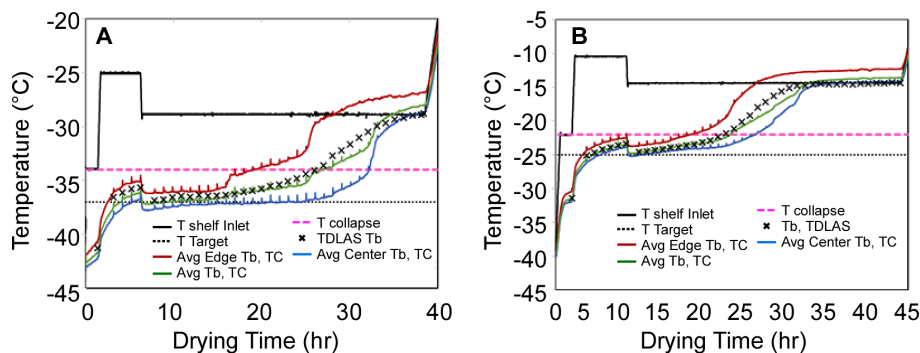 A
-20
-25
-30
-35
-40
-45
Temperature (°C)
T shelf Inlet
T Target
Avg Edge Tb, TC
Avg Tb, TC
T collapse
TDLAS Tb
Avg Center Tb, TC
0 10 20 30 40
Drying Time (hr)
B
-5
-10
-15
-20
-25
-30
-35
-40
-45
Temperature (°C)
T shelf Inlet
T Target
Avg Edge Tb, TC
Avg Tb, TC
T collapse
Tb, TDLAS
Avg Center Tb, TC
0 5 10 15 20 25 30 35 40 45
Drying Time (hr)